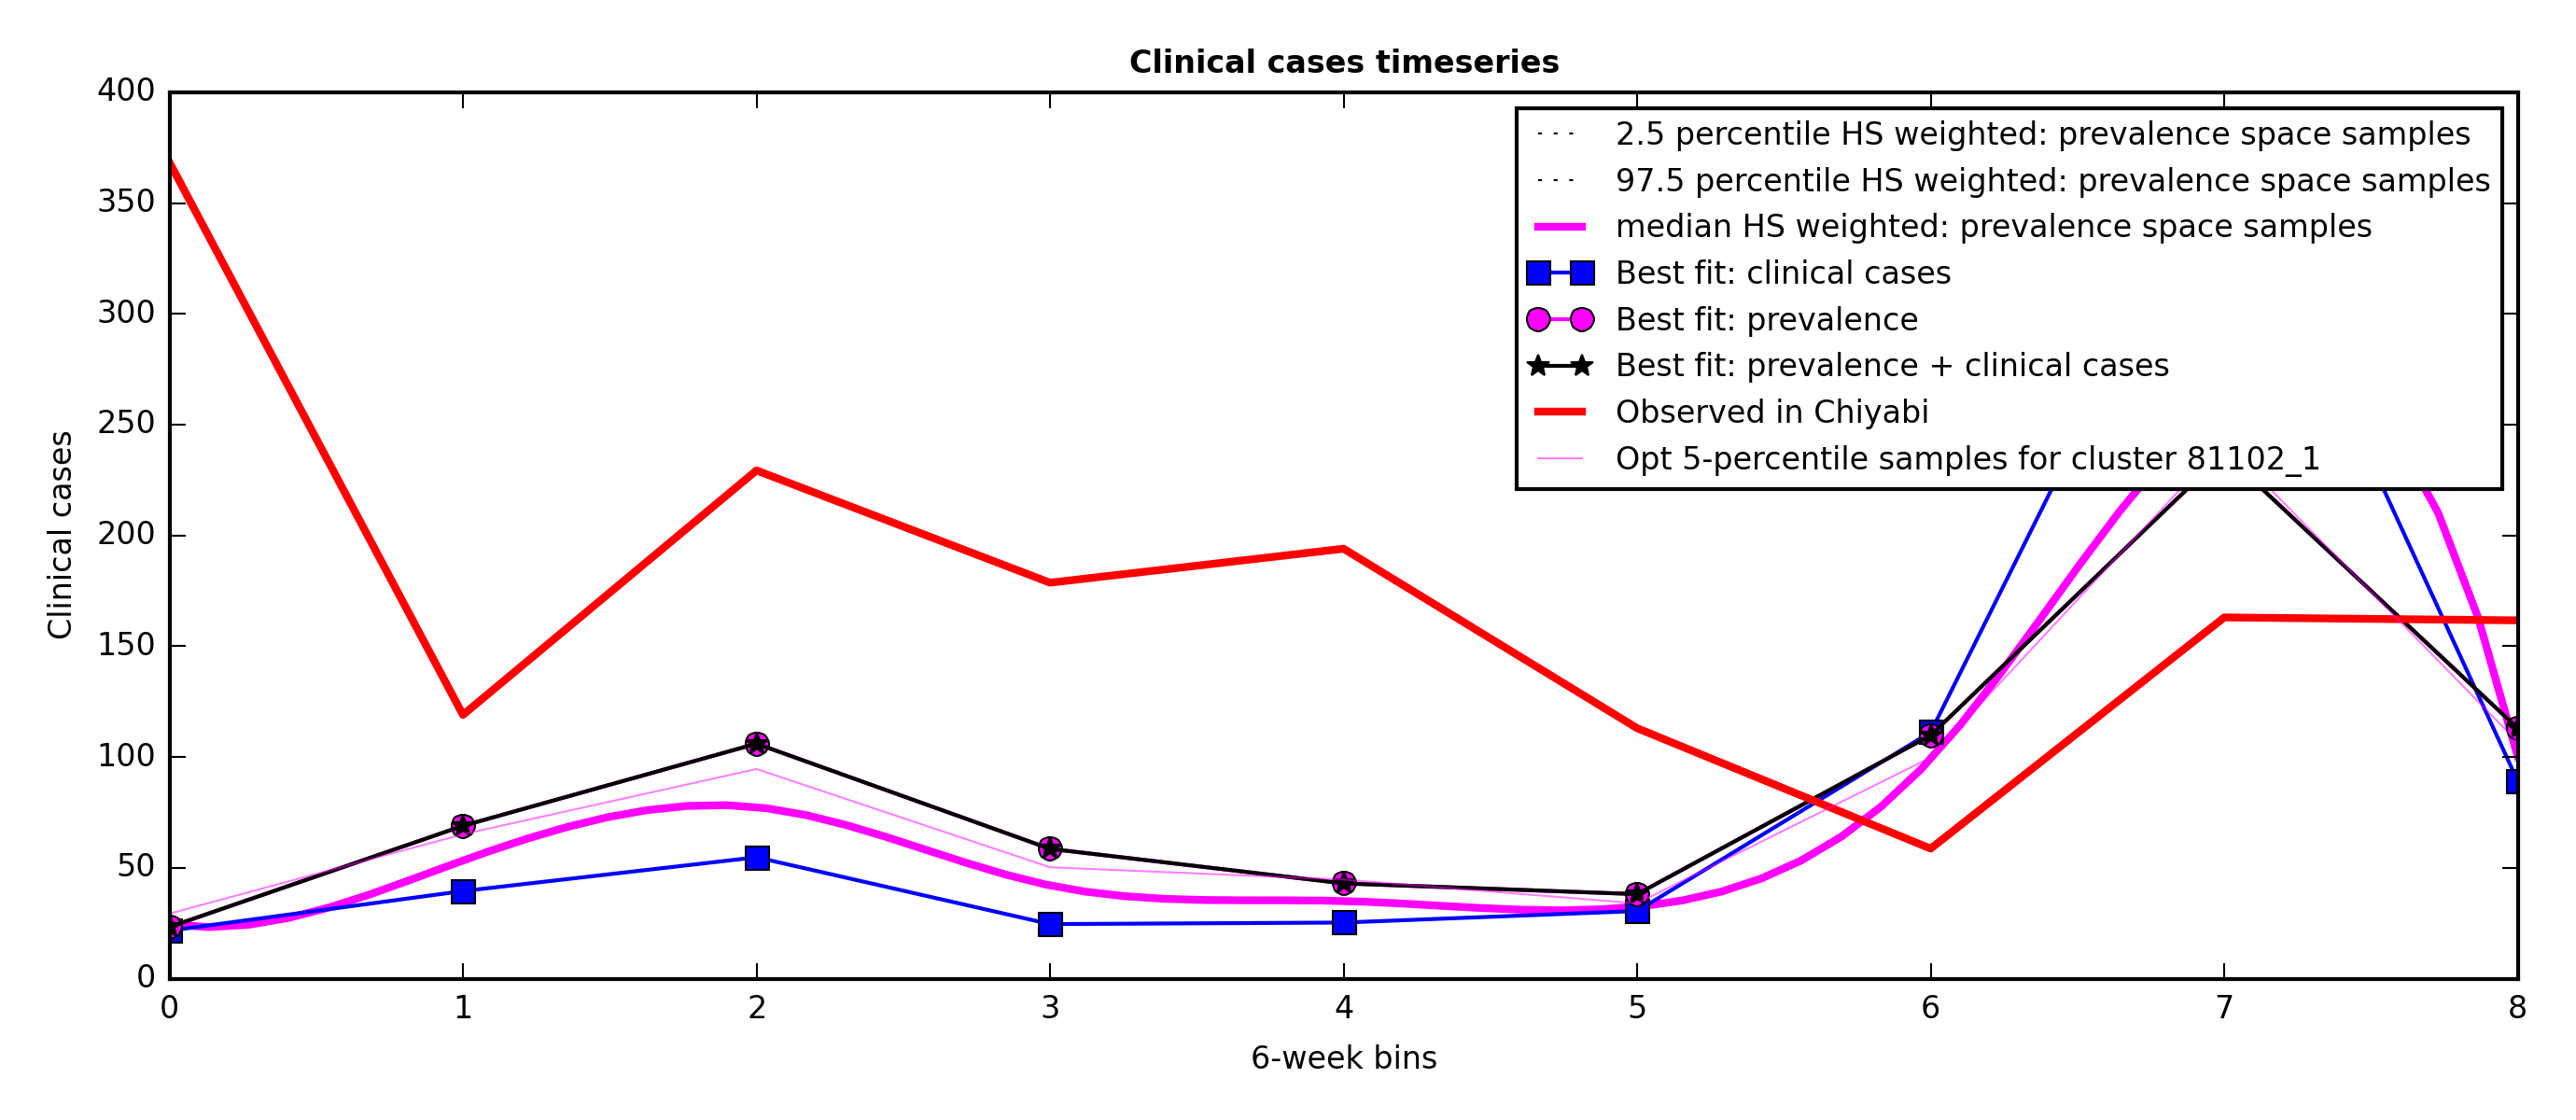 Clinical cases timeseries
400
350
300
250
200
150
100
50
0
Clinical cases
2.5 percentile HS weighted: prevalence space samples
97.5 percentile HS weighted: prevalence space samples
median HS weighted: prevalence space samples
Best fit: clinical cases
Best fit: prevalence
Best fit: prevalence + clinical cases
Observed in Chiyabi
Opt 5-percentile samples for cluster 81102_1
0 1 2 3 4 5 6 7 8
6-week bins